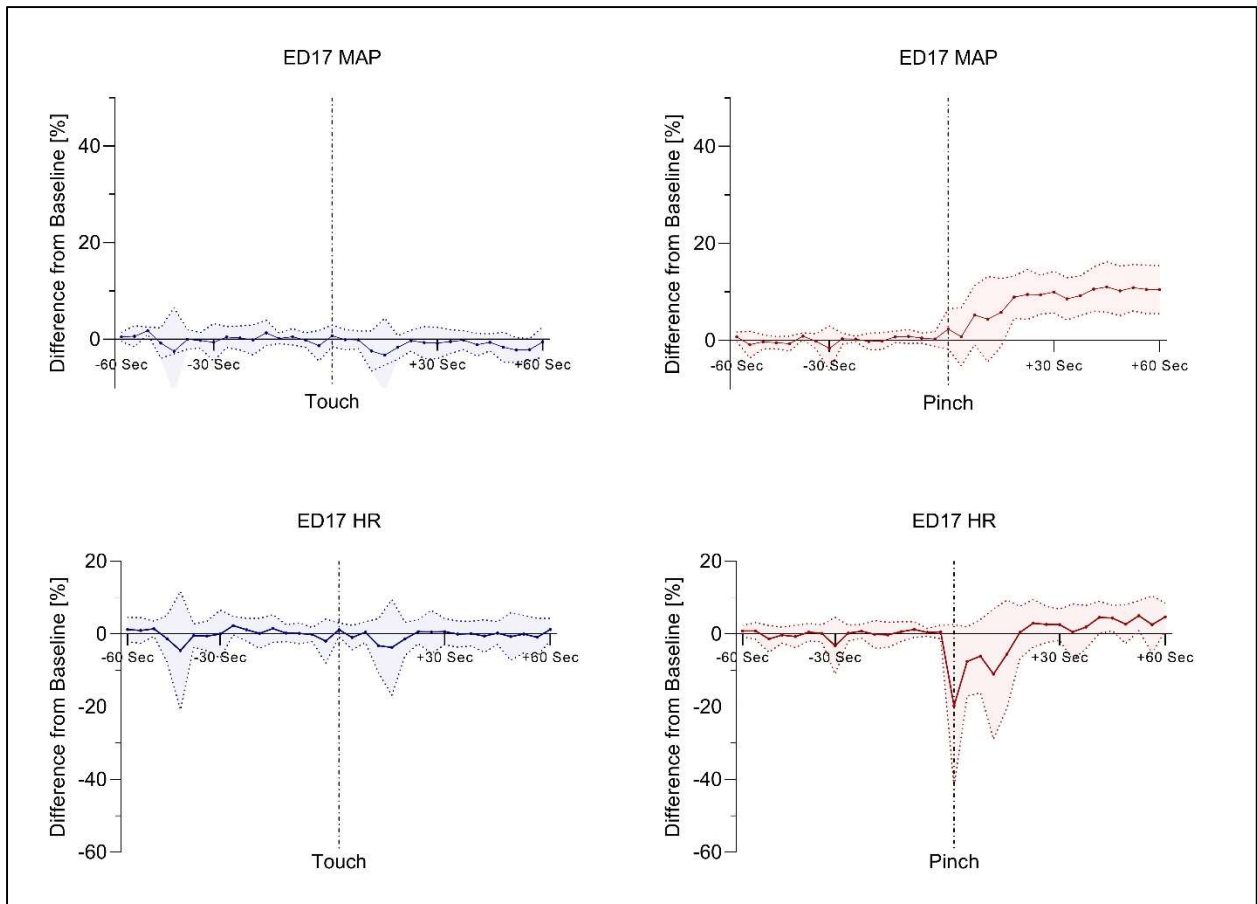 ED17 MAP
Difference from Baseline [%]
40
20
0
-60 Sec
-30 Sec
+30 Sec
+60 Sec
Touch
ED17 MAP
Difference from Baseline [%]
40
20
0
-60 Sec
-30 Sec
+30 Sec
+60 Sec
Pinch
ED17 HR
Difference from Baseline [%]
20
0
-60 Sec
-30 Sec
+30 Sec
+60 Sec
-20
-40
-60
Touch
ED17 HR
Difference from Baseline [%]
20
0
-60 Sec
-30 Sec
+30 Sec
+60 Sec
-20
-40
-60
Pinch